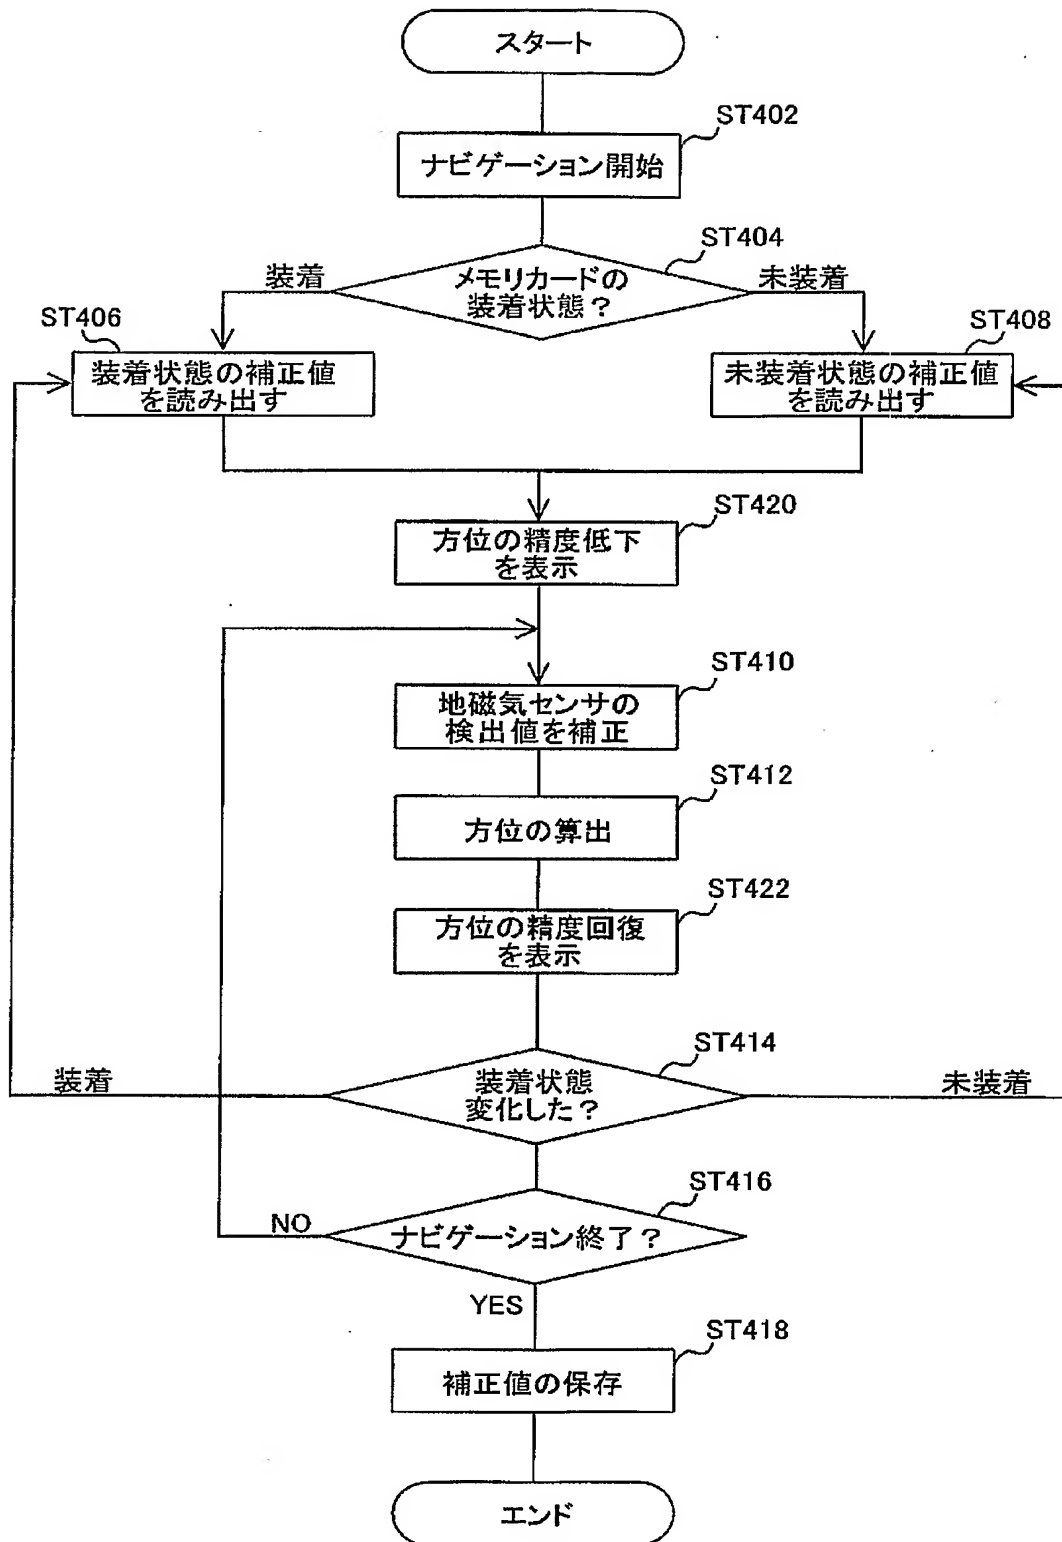 スタート
ST402
ナビゲーション開始
ST404
メモリカードの
装着状態？
装着
未装着
ST406
装着状態の補正値
を読み出す
ST408
未装着状態の補正値
を読み出す
ST420
方位の精度低下
を表示
ST410
地磁気センサの
検出値を補正
ST412
方位の算出
ST422
方位の精度回復
を表示
ST414
装着状態
変化した？
装着
未装着
ST416
ナビゲーション終了？
NO
YES
ST418
補正値の保存
エンド